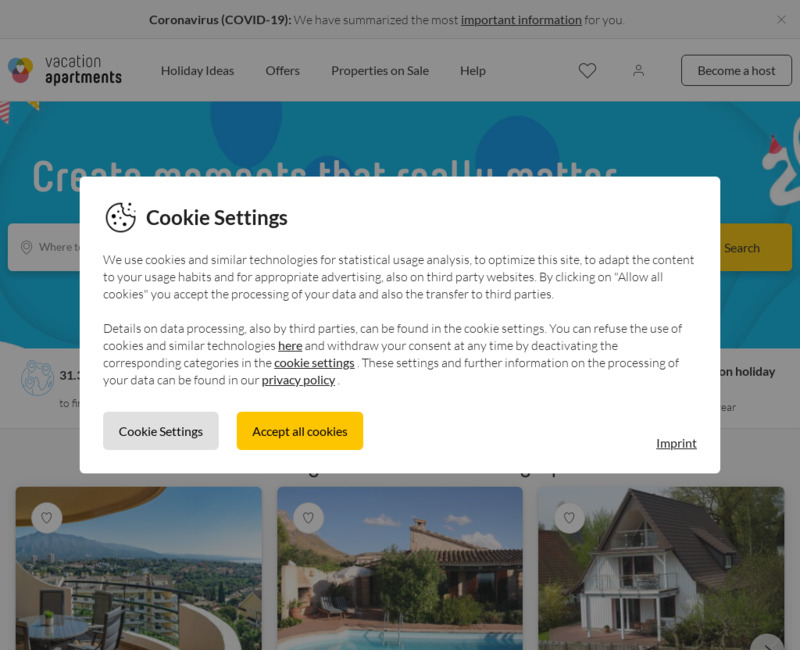 Coronavirus (COVID-19): We have summarized the most important information for you.
vacation
apartments
Holiday Ideas
Offers
Properties on Sale
Help
Become a host
Create moments that really matter
Where to
Search
Cookie Settings
We use cookies and similar technologies for statistical usage analysis, to optimize this site, to adapt the content
to your usage habits and for appropriate advertising, also on third party websites. By clicking on "Allow all
cookies" you accept the processing of your data and also the transfer to third parties.
Details on data processing, also by third parties, can be found in the cookie settings. You can refuse the use of
cookies and similar technologies here and withdraw your consent at any time by deactivating the
corresponding categories in the cookie settings . These settings and further information on the processing of
your data can be found in our privacy policy .
Cookie Settings
Accept all cookies
Imprint
31.3
on holiday
to